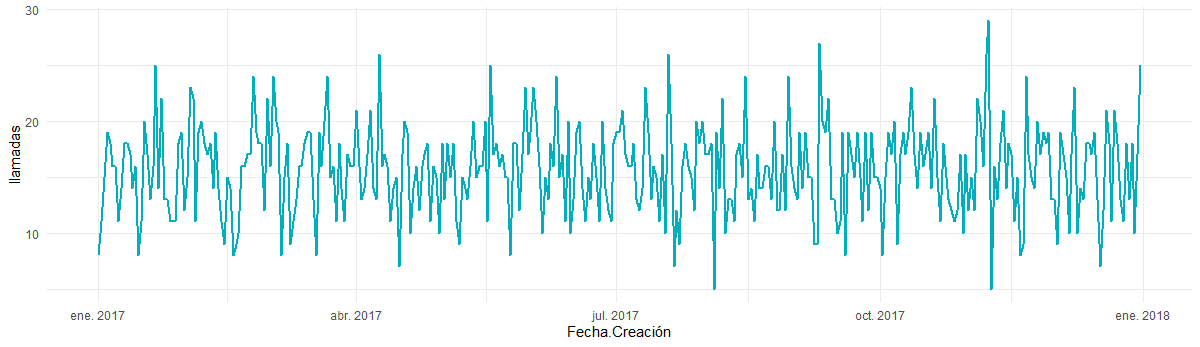 30
20
10
llamadas
ene. 2017
abr. 2017
jul. 2017
oct. 2017
ene. 2018
Fecha.Creación